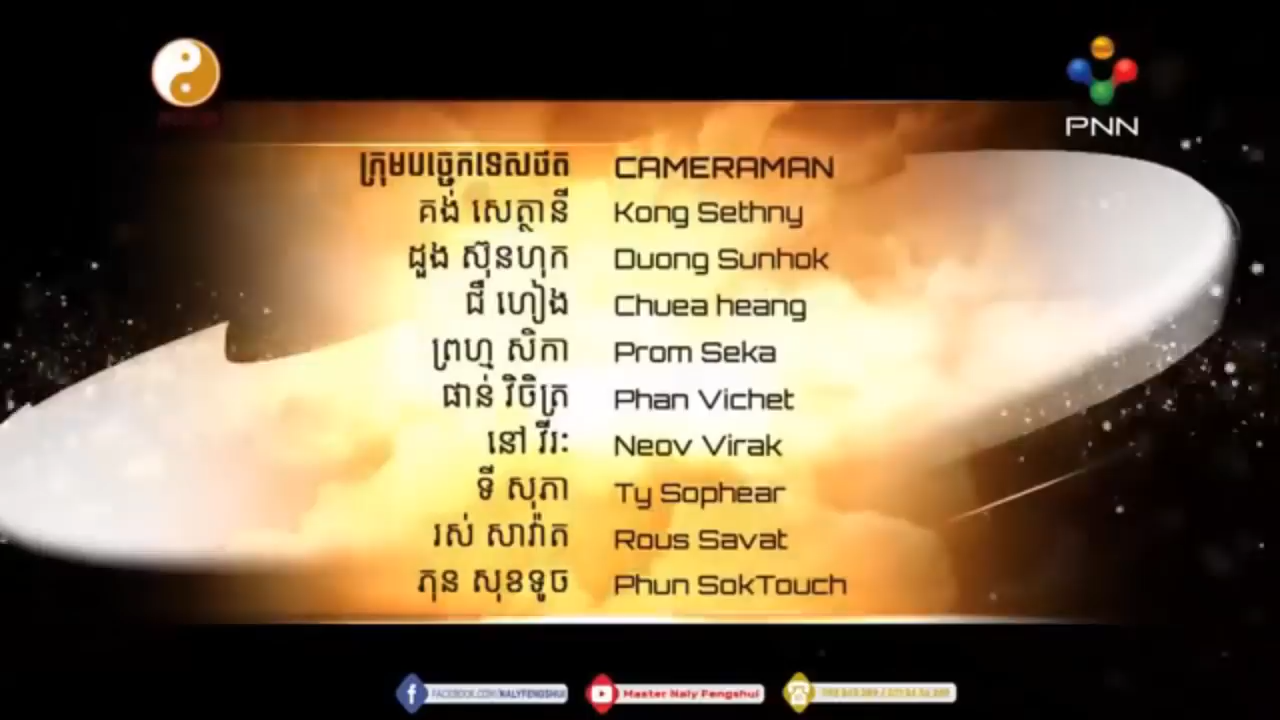 PNN
ក្រុមបច្ចេកទេសថត CAMERAMAN
គង់ សេត្ថានី Kong Sethny
ដួង ស៊ុនហុក Duong Sunhok
ជឺ ហៀង Chuea heang
ព្រហ្ម សិកា Prom Seka
ផាន់ វិចិត្រ Phan Vichet
នៅ វីរៈ Neov Virak
ទី សុភា Ty Sophear
រស់ សាវ៉ាត Rous Savat
ភុន សុខទូច Phun SokTouch
FACEBOOK.COM/NALYFENGSHUI Master Naly Fengshui